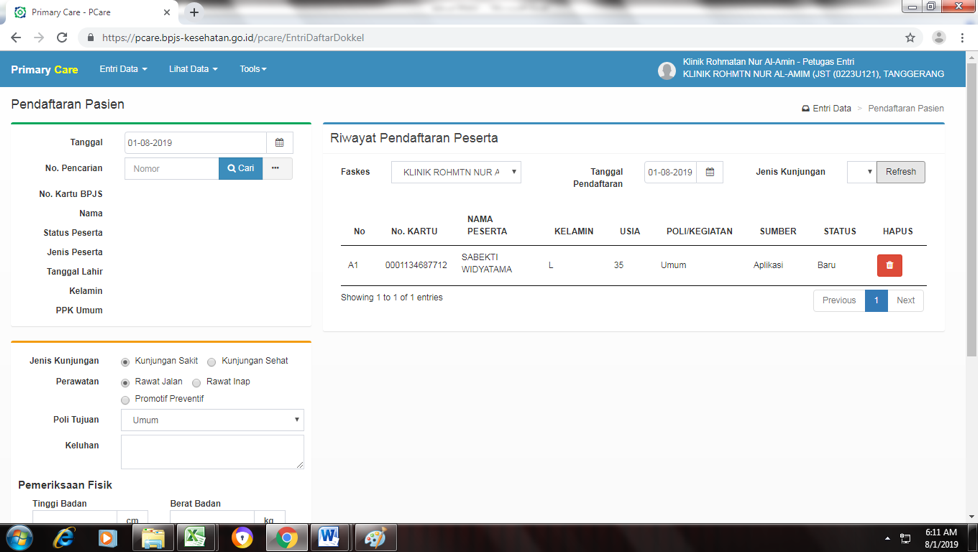 Primary Care - PCare
https://pcare.bpjs-kesehatan.go.id/pcare/EntriDaftarDokkel
Primary Care Entri Data Lihat Data Tools
Klinik Rohmatan Nur Al-Amin - Petugas Entri
KLINIK ROHMTN NUR AL-AMIM (JST (0223U121), TANGGERANG
Pendaftaran Pasien
Entri Data > Pendaftaran Pasien
Tanggal 01-08-2019
No. Pencarian Nomor Cari ...
No. Kartu BPJS
Nama
Status Peserta
Jenis Peserta
Tanggal Lahir
Kelamin
PPK Umum
Riwayat Pendaftaran Peserta
Faskes KLINIK ROHMTN NUR A Tanggal Pendaftaran 01-08-2019 Jenis Kunjungan Refresh
No No. KARTU NAMA PESERTA KELAMIN USIA POLI/KEGIATAN SUMBER STATUS HAPUS
A1 0001134687712 SABEKTI WIDYATAMA L 35 Umum Aplikasi Baru
Showing 1 to 1 of 1 entries
Previous 1 Next
Jenis Kunjungan Kunjungan Sakit Kunjungan Sehat
Perawatan Rawat Jalan Rawat Inap
Promotif Preventif
Poli Tujuan Umum
Keluhan
Pemeriksaan Fisik
Tinggi Badan Berat Badan
cm kg
6:11 AM
8/1/2019